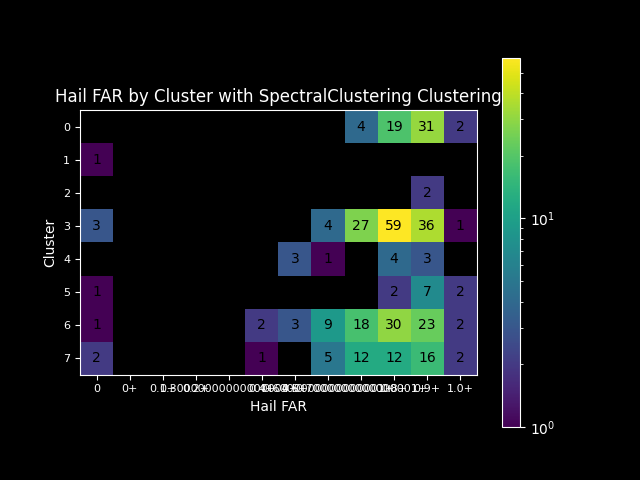 Hail FAR by Cluster with SpectralClustering Clustering
0 4 19 31 2
1 1
2 2
3 3 4 27 59 36 1
4 3 1 4 3
5 1 2 7 2
6 1 2 3 9 18 30 23 2
7 2 1 5 12 12 16 2
0 0+ 0.9+ 1.0+
Hail FAR
Cluster
10^1
10^0